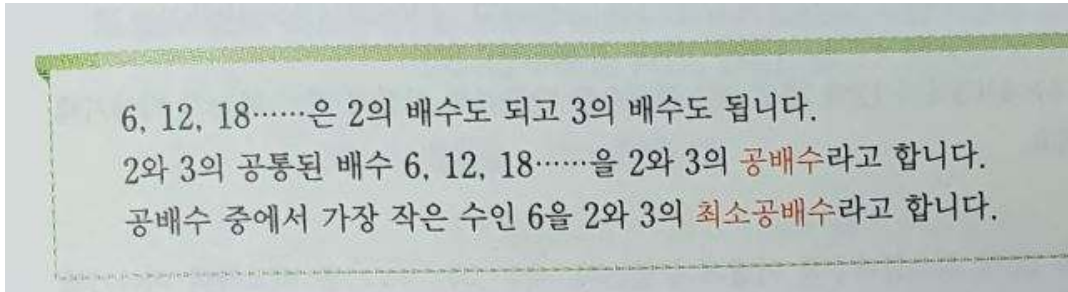 6, 12, 18……은 2의 배수도 되고 3의 배수도 됩니다.
2와 3의 공통된 배수 6, 12, 18……을 2와 3의 공배수라고 합니다.
공배수 중에서 가장 작은 수인 6을 2와 3의 최소공배수라고 합니다.